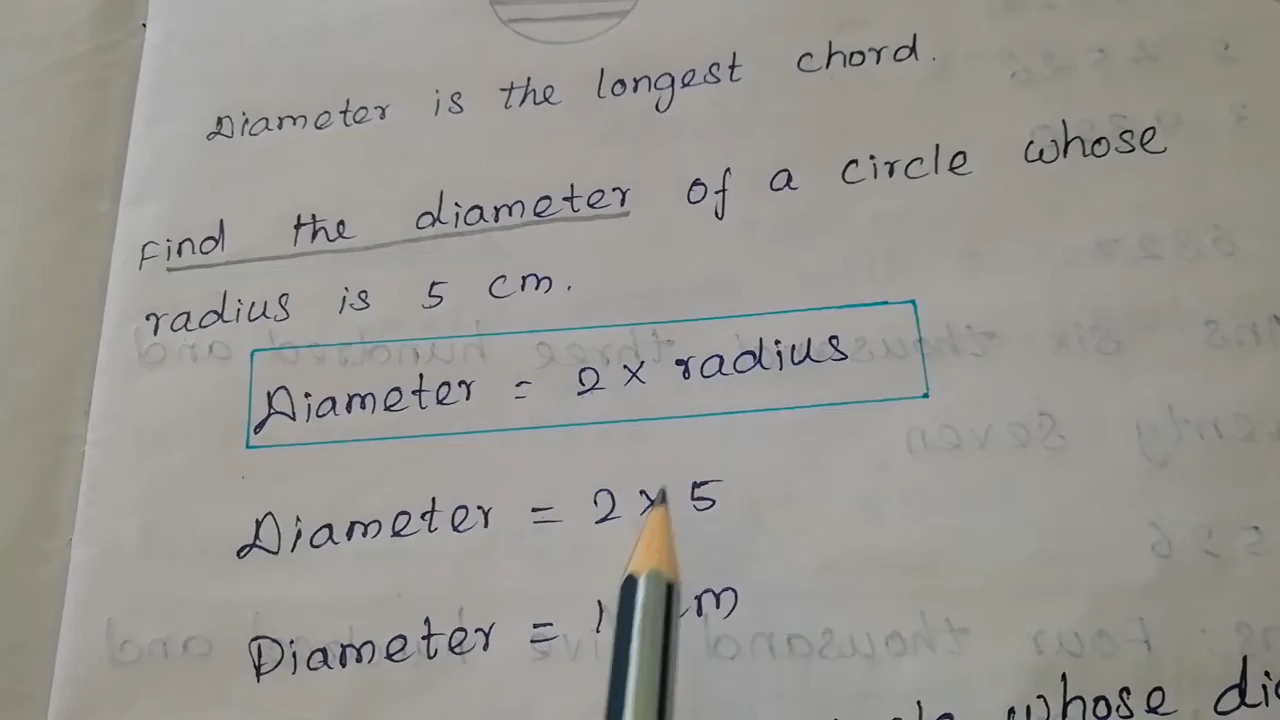 Diameter is the longest chord.
Find the diameter of a circle whose
radius is 5 cm.
Diameter = 2 × radius
Diameter = 2 × 5
Diameter =
whose